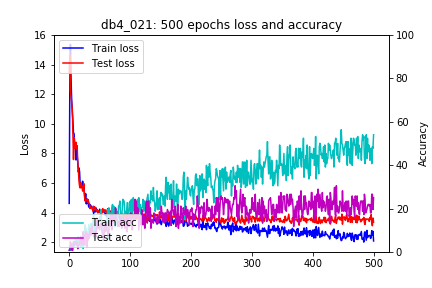 db4_021: 500 epochs loss and accuracy
Train loss
Test loss
Train acc
Test acc
Loss
Accuracy
16
14
12
10
8
6
4
2
100
80
60
40
20
0
0
100
200
300
400
500